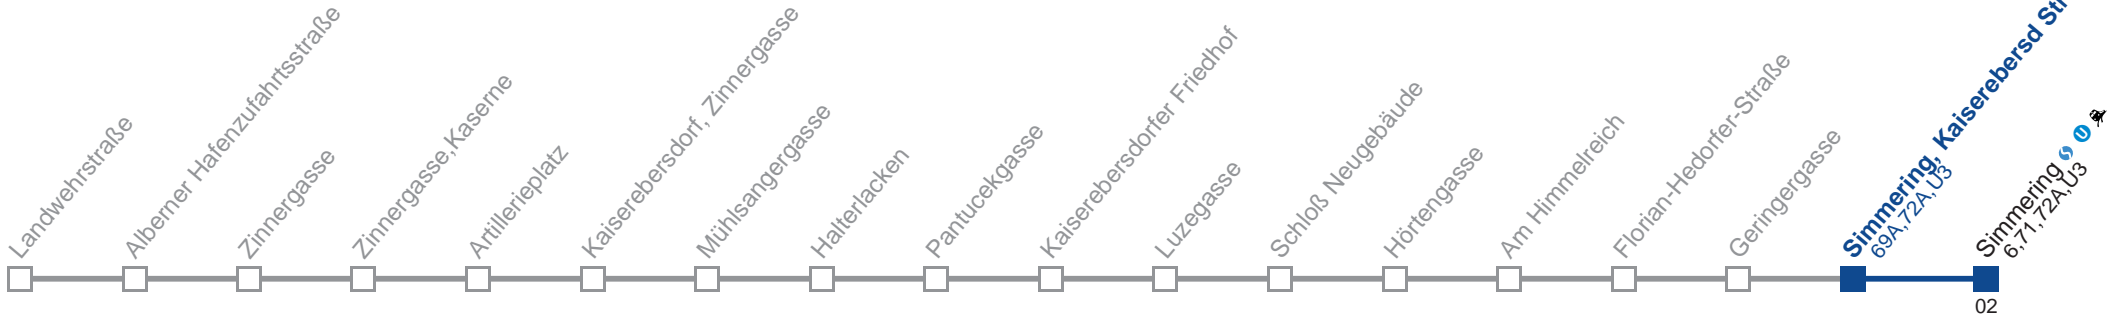 Landwehrstraße
Alberner Hafenzufahrtsstraße
Zinnergasse
Zinnergasse,Kaserne
Artillerieplatz
Kaiserebersdorf, Zinnergasse
Mühlsangergasse
Halterlacken
Pantucekgasse
Kaiserebersdorfer Friedhof
Luzegasse
Schloß Neugebäude
Hörtengasse
Am Himmelreich
Florian-Hedorfer-Straße
Geringergasse
Simmering, Kaiserebersd Str
69A,72A,U3
Simmering S U
6,71,72A,U3
02